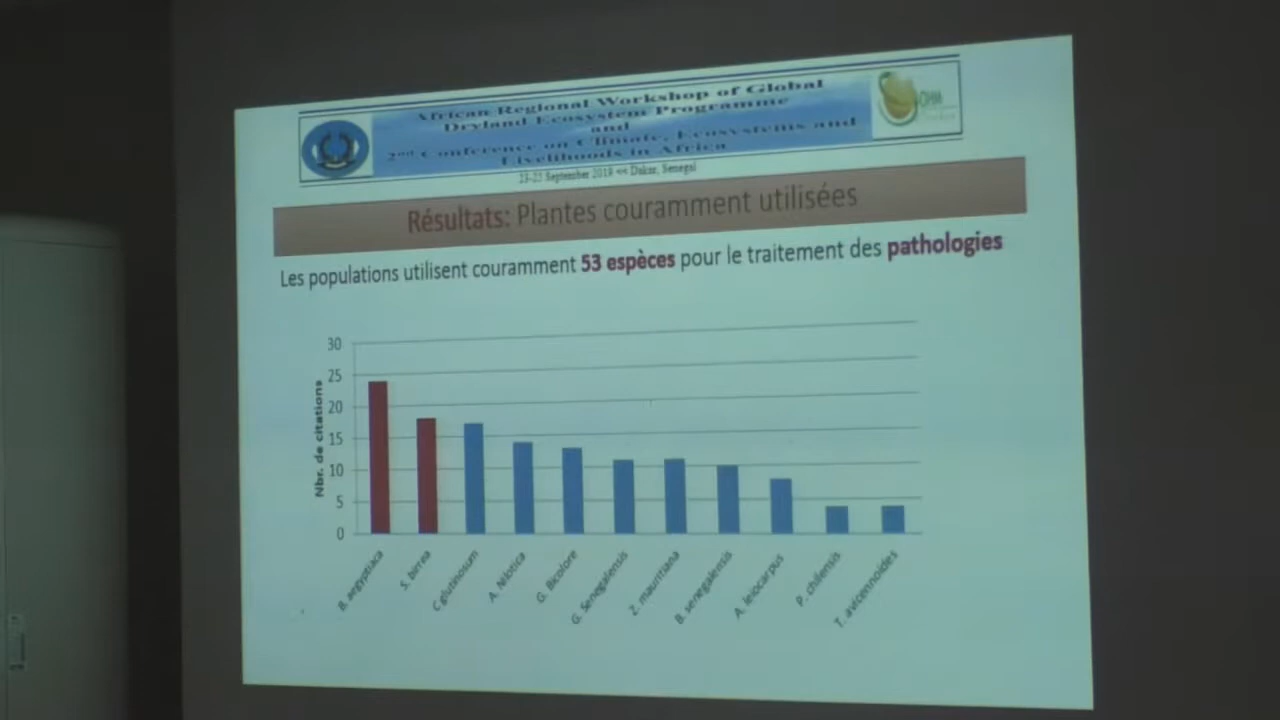 African Regional Workshop of Global
Dryland Ecosystem Programme
and
2nd Conference on Climate, Ecosystems and
Livelihoods in Africa
23-25 September 2019 << Dakar, Senegal
OHM
Résultats: Plantes couramment utilisées
Les populations utilisent couramment 53 espèces pour le traitement des pathologies
Nbr. de citations
30
25
20
15
10
5
0
B. aegyptiaca
S. birrea
C glutinosum
A. Nilotica
G. Bicolore
G. Senegalensis
Z. mauritiana
B. senegalensis
A. leiocarpus
P. chilensis
T. avicennoides